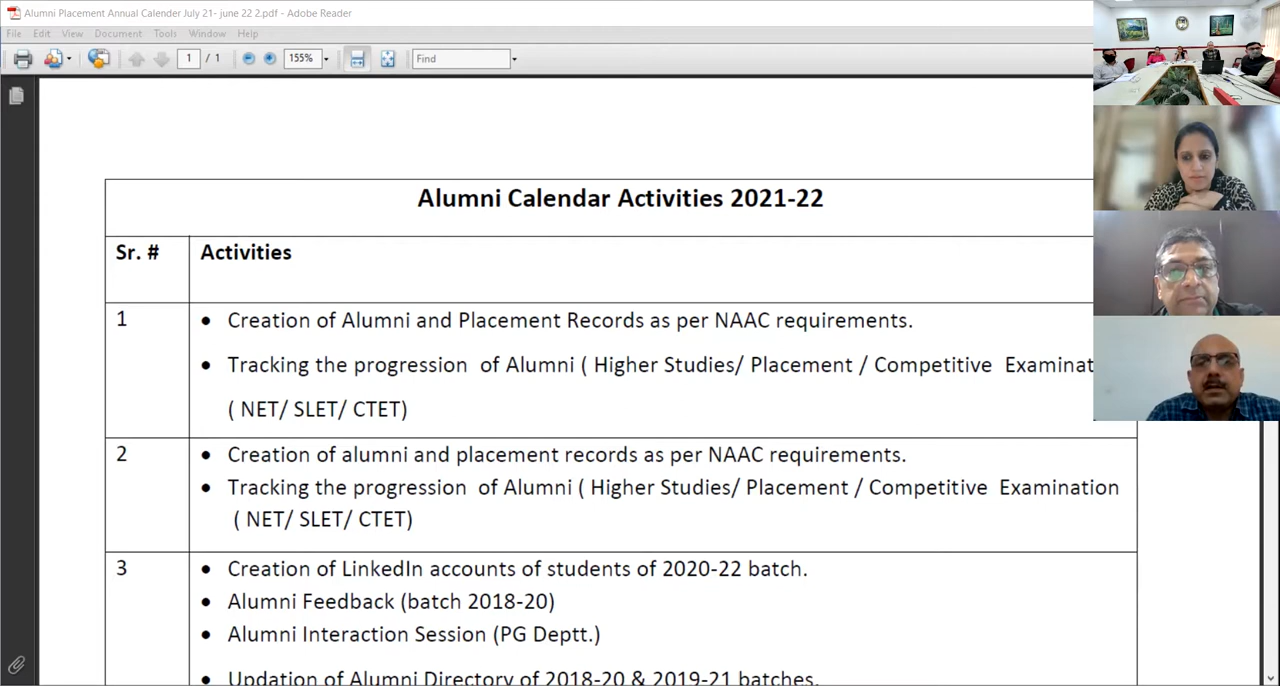 Alumni Placement Annual Calender July 21- june 22 2.pdf - Adobe Reader
File Edit View Document Tools Window Help
1 / 1 155% Find
Alumni Calendar Activities 2021-22
Sr. # Activities
1 • Creation of Alumni and Placement Records as per NAAC requirements.
• Tracking the progression of Alumni ( Higher Studies/ Placement / Competitive Examinat
( NET/ SLET/ CTET)
2 • Creation of alumni and placement records as per NAAC requirements.
• Tracking the progression of Alumni ( Higher Studies/ Placement / Competitive Examination
( NET/ SLET/ CTET)
3 • Creation of LinkedIn accounts of students of 2020-22 batch.
• Alumni Feedback (batch 2018-20)
• Alumni Interaction Session (PG Deptt.)
• Updation of Alumni Directory of 2018-20 & 2019-21 batches.